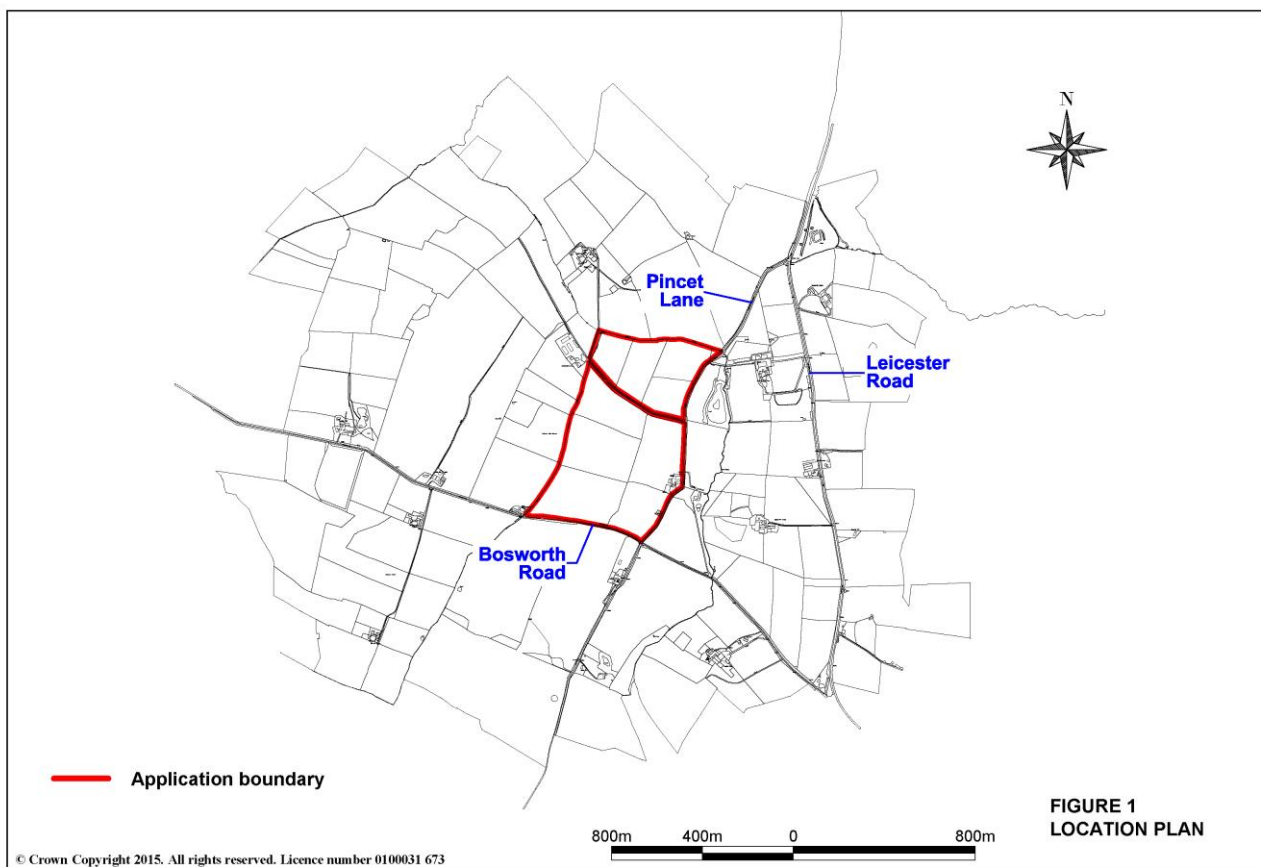 N
Pincet
Lane
Leicester
Road
Bosworth
Road
Application boundary
FIGURE 1
LOCATION PLAN
800m 400m 0 800m
© Crown Copyright 2015. All rights reserved. Licence number 0100031 673